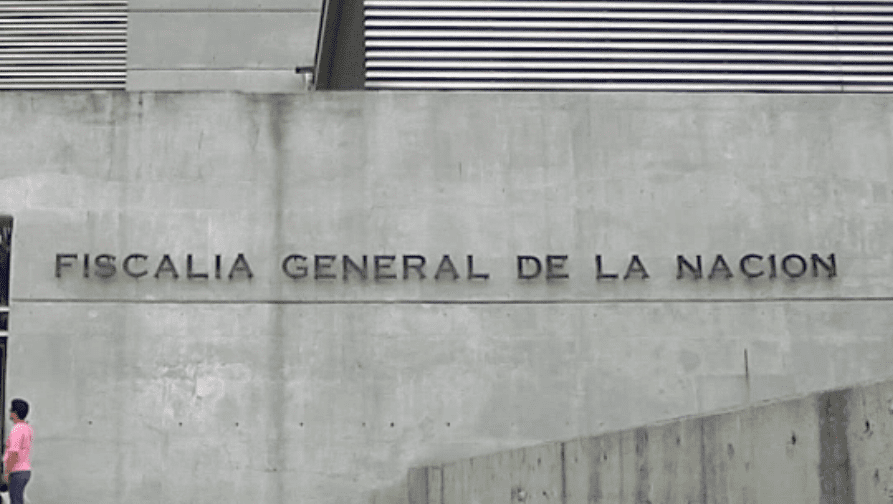 FISCALIA GENERAL DE LA NACION